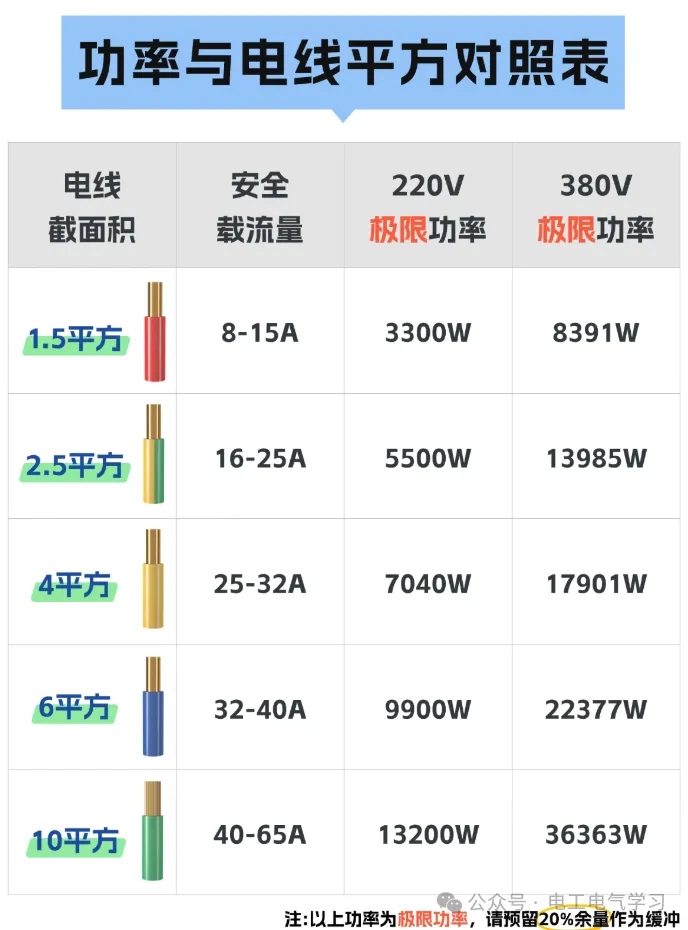 功率与电线平方对照表
电线
截面积
安全
载流量
220V
极限功率
380V
极限功率
1.5平方
8-15A
3300W
8391W
2.5平方
16-25A
5500W
13985W
4平方
25-32A
7040W
17901W
6平方
32-40A
9900W
22377W
10平方
40-65A
13200W
36363W
公众号·电工电气学习
注:以上功率为极限功率，请预留20%余量作为缓冲